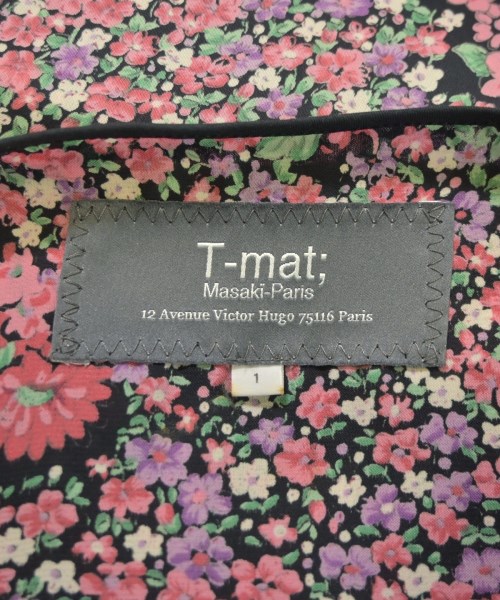 T-mat;
Masaki-Paris
12 Avenue Victor Hugo 75116 Paris
1